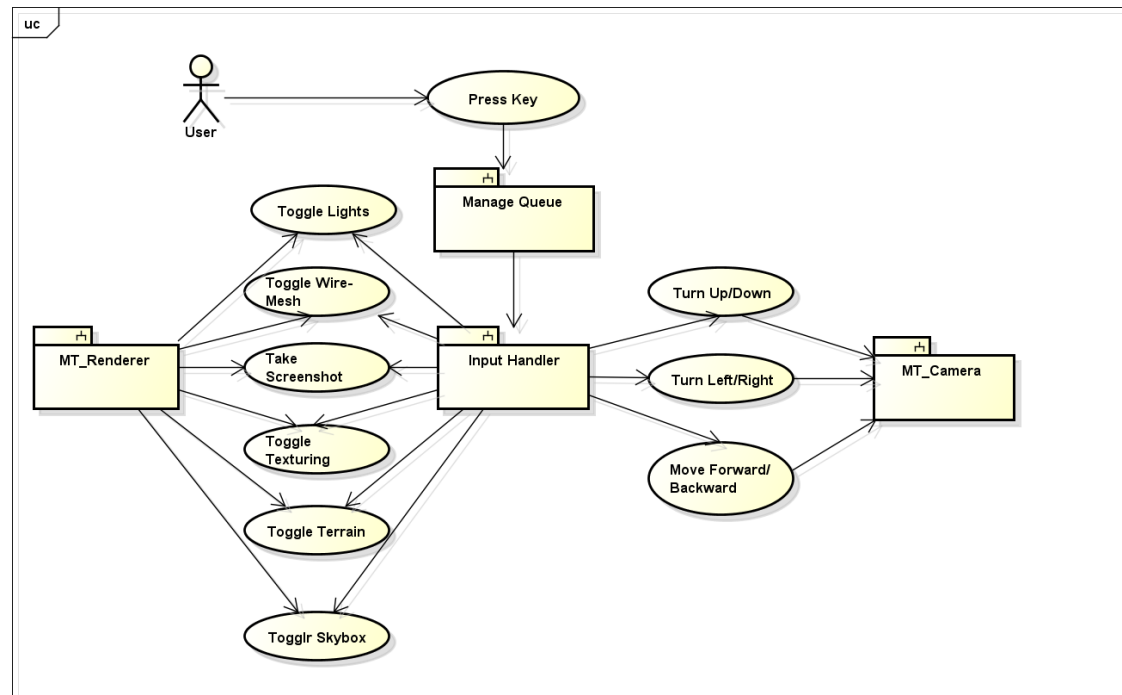 uc
Press Key
User
Manage Queue
Toggle Lights
Toggle Wire-
Mesh
Turn Up/Down
MT_Renderer
Take
Screenshot
Input Handler
Turn Left/Right
MT_Camera
Toggle
Texturing
Move Forward/
Backward
Toggle Terrain
Togglr Skybox